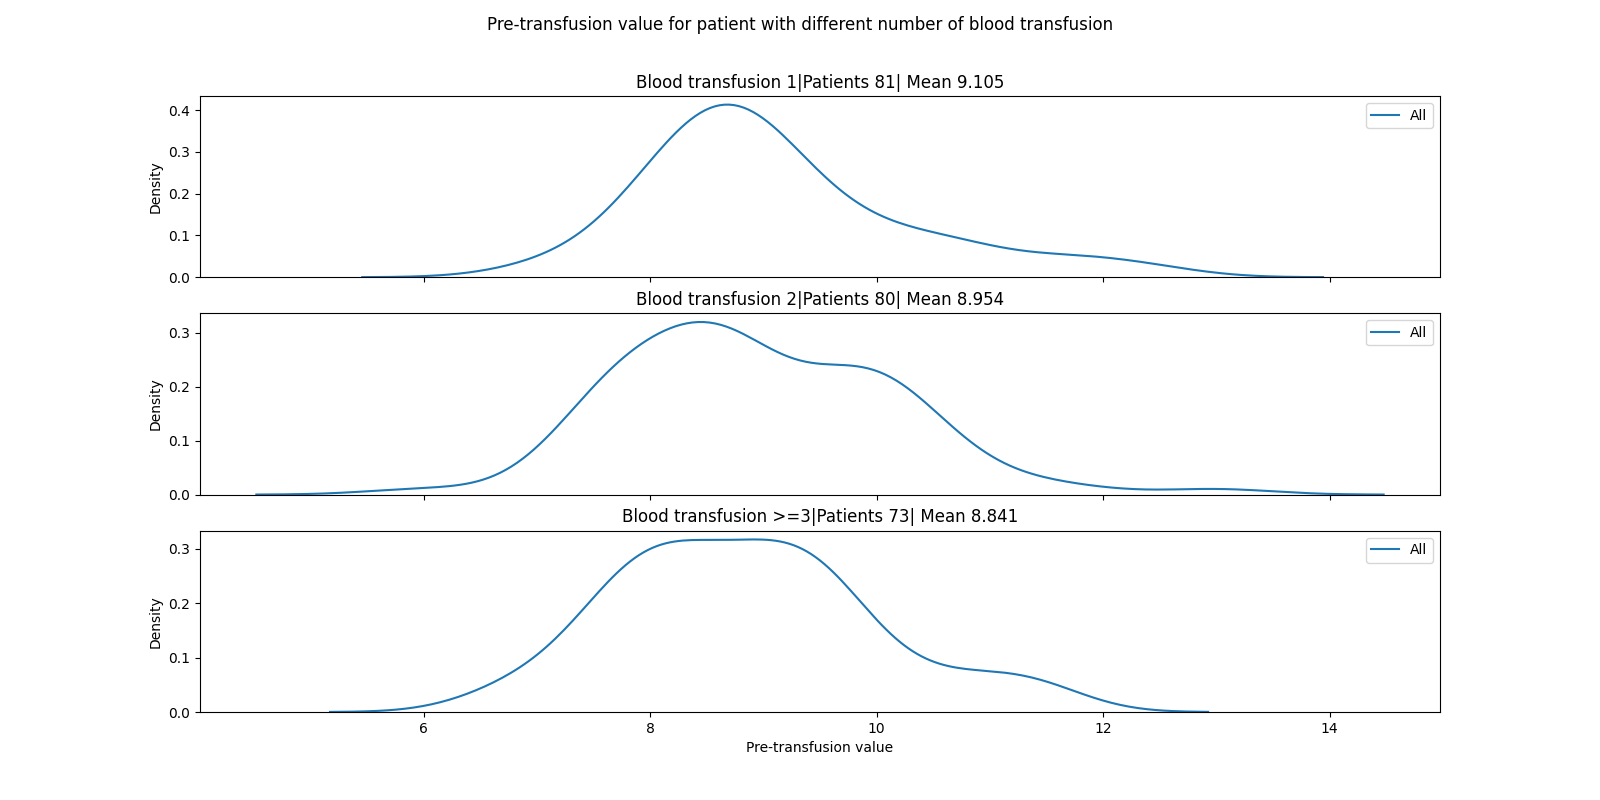 Pre-transfusion value for patient with different number of blood transfusion
Blood transfusion 1|Patients 81| Mean 9.105
0.4
0.3
0.2
0.1
0.0
Density
All
Blood transfusion 2|Patients 80| Mean 8.954
0.3
0.2
0.1
0.0
Density
All
Blood transfusion >=3|Patients 73| Mean 8.841
0.3
0.2
0.1
0.0
Density
All
6 8 10 12 14
Pre-transfusion value